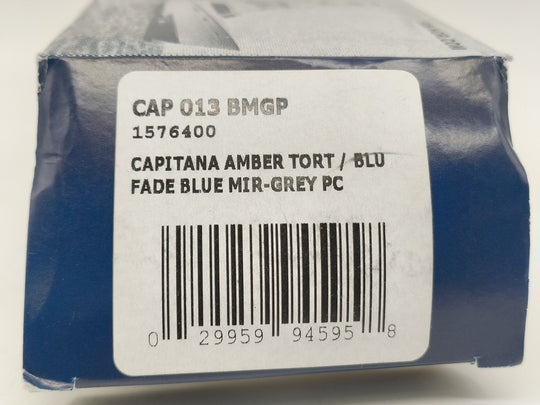 CAP 013 BMGP
1576400
CAPITANA AMBER TORT / BLU
FADE BLUE MIR-GREY PC
0 29959 94595 8